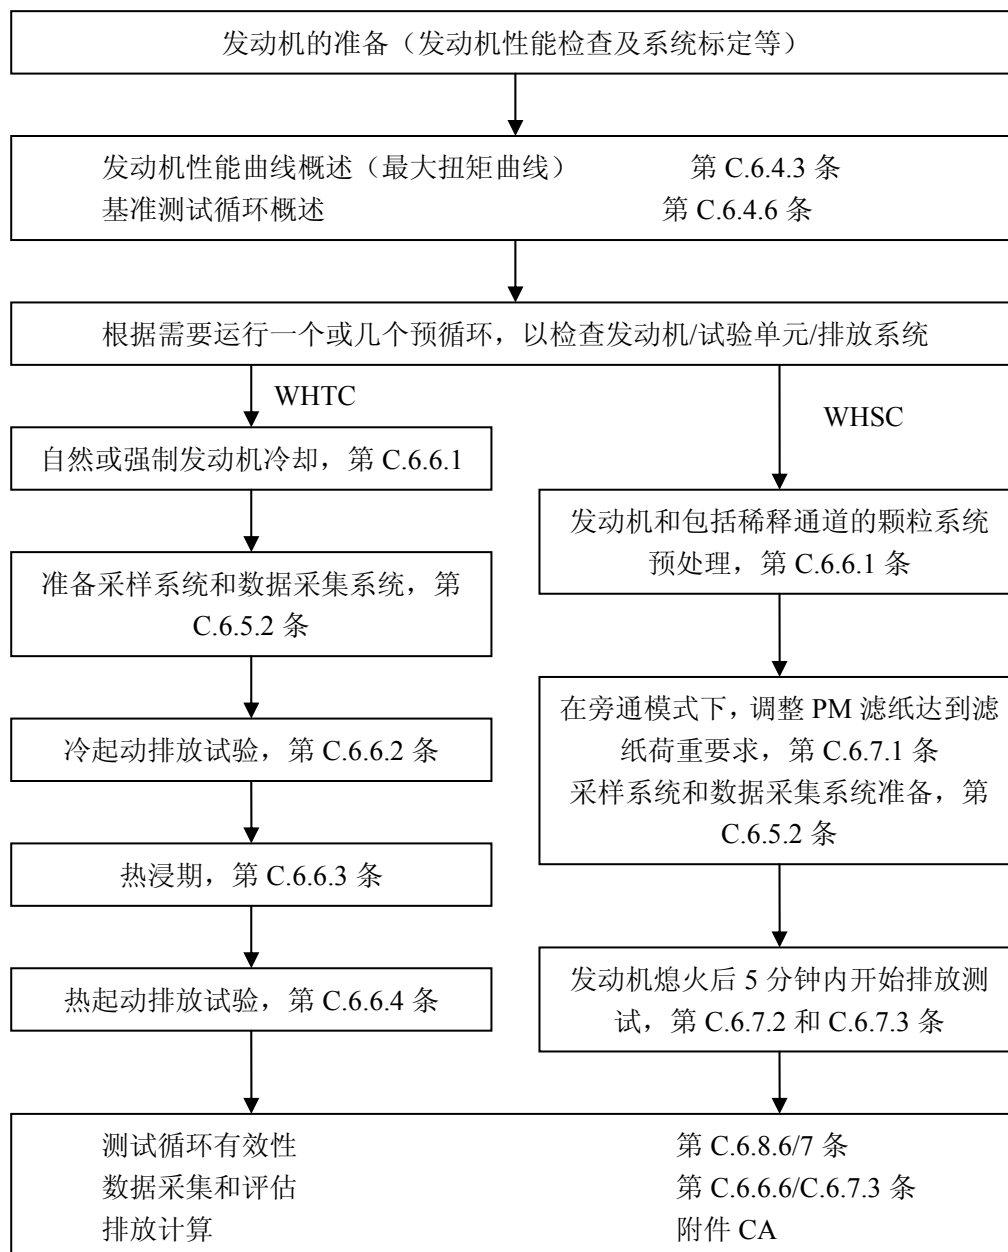 发动机的准备（发动机性能检查及系统标定等）
发动机性能曲线概述（最大扭矩曲线） 第 C.6.4.3 条
基准测试循环概述 第 C.6.4.6 条
根据需要运行一个或几个预循环，以检查发动机/试验单元/排放系统
WHTC
自然或强制发动机冷却，第 C.6.6.1
准备采样系统和数据采集系统，第
C.6.5.2 条
冷起动排放试验，第 C.6.6.2 条
热浸期，第 C.6.6.3 条
热起动排放试验，第 C.6.6.4 条
WHSC
发动机和包括稀释通道的颗粒系统
预处理，第 C.6.6.1 条
在旁通模式下，调整 PM 滤纸达到滤
纸荷重要求，第 C.6.7.1 条
采样系统和数据采集系统准备，第
C.6.5.2 条
发动机熄火后 5 分钟内开始排放测
试，第 C.6.7.2 和 C.6.7.3 条
测试循环有效性 第 C.6.8.6/7 条
数据采集和评估 第 C.6.6.6/C.6.7.3 条
排放计算 附件 CA